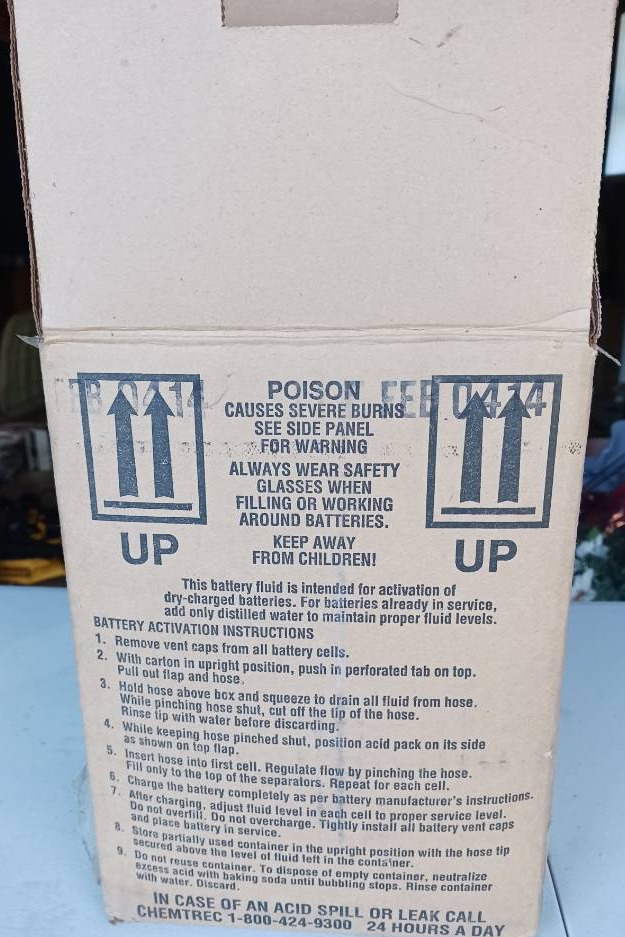 FEB 0414
FEB 0414
POISON
CAUSES SEVERE BURNS
SEE SIDE PANEL
FOR WARNING
ALWAYS WEAR SAFETY
GLASSES WHEN
FILLING OR WORKING
AROUND BATTERIES.
KEEP AWAY
FROM CHILDREN!
UP
UP
This battery fluid is intended for activation of
dry-charged batteries. For batteries already in service,
add only distilled water to maintain proper fluid levels.
BATTERY ACTIVATION INSTRUCTIONS
1. Remove vent caps from all battery cells.
2. With carton in upright position, push in perforated tab on top.
Pull out flap and hose.
3. Hold hose above box and squeeze to drain all fluid from hose.
While pinching hose shut, cut off the tip of the hose.
Rinse tip with water before discarding.
4. While keeping hose pinched shut, position acid pack on its side
as shown on top flap.
5. Insert hose into first cell. Regulate flow by pinching the hose.
Fill only to the top of the separators. Repeat for each cell.
6. Charge the battery completely as per battery manufacturer's instructions.
7. After charging, adjust fluid level in each cell to proper service level.
Do not overfill. Do not overcharge. Tightly install all battery vent caps
and place battery in service.
8. Store partially used container in the upright position with the hose tip
secured above the level of fluid left in the container.
9. Do not reuse container. To dispose of empty container, neutralize
excess acid with baking soda until bubbling stops. Rinse container
with water. Discard.
IN CASE OF AN ACID SPILL OR LEAK CALL
CHEMTREC 1-800-424-9300 24 HOURS A DAY